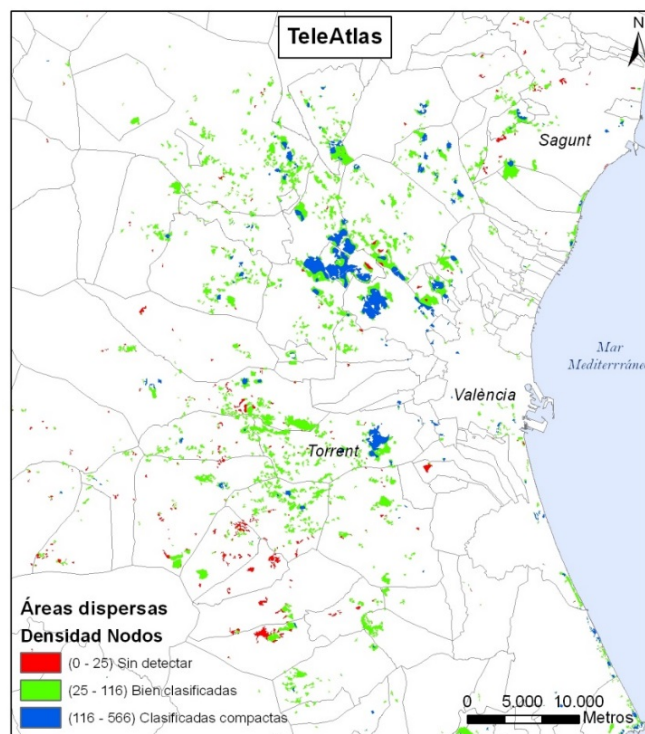 TeleAtlas
N
Sagunt
Mar
Mediterrráneo
València
Torrent
Áreas dispersas
Densidad Nodos
(0 - 25) Sin detectar
(25 - 116) Bien clasificadas
(116 - 566) Clasificadas compactas
0 5.000 10.000
Metros